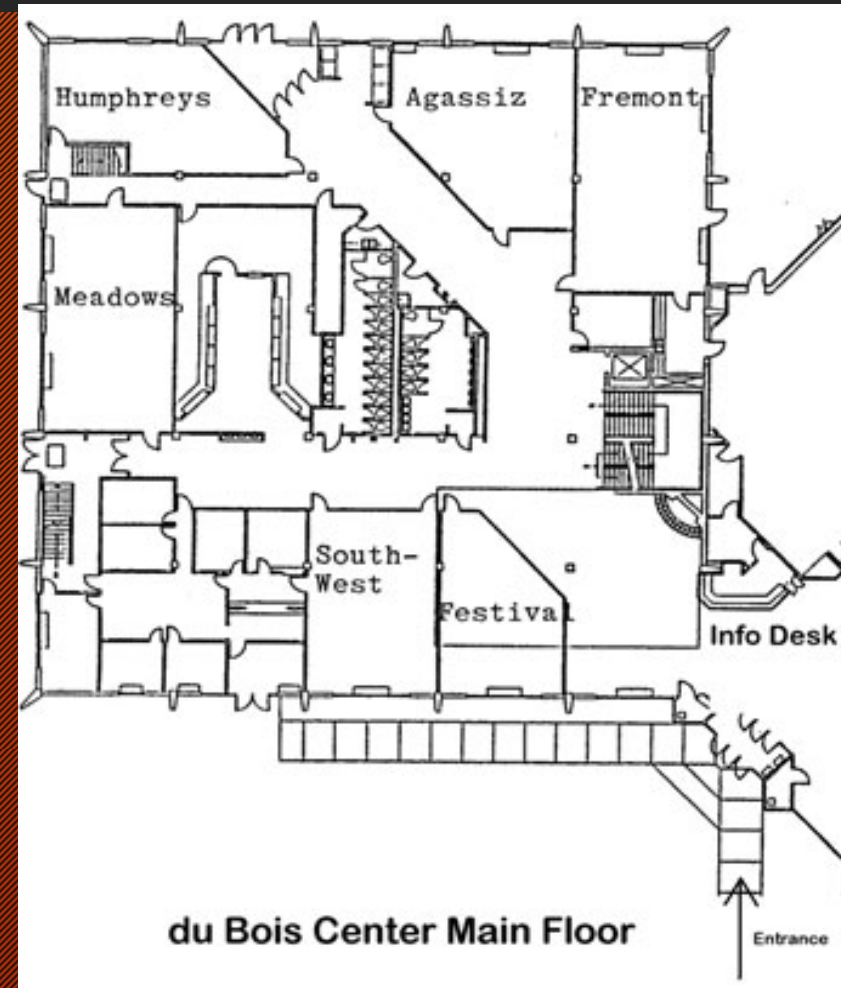 Humphreys
Agassiz
Fremont
Meadows
South-
West
Festival
Info Desk
du Bois Center Main Floor
Entrance